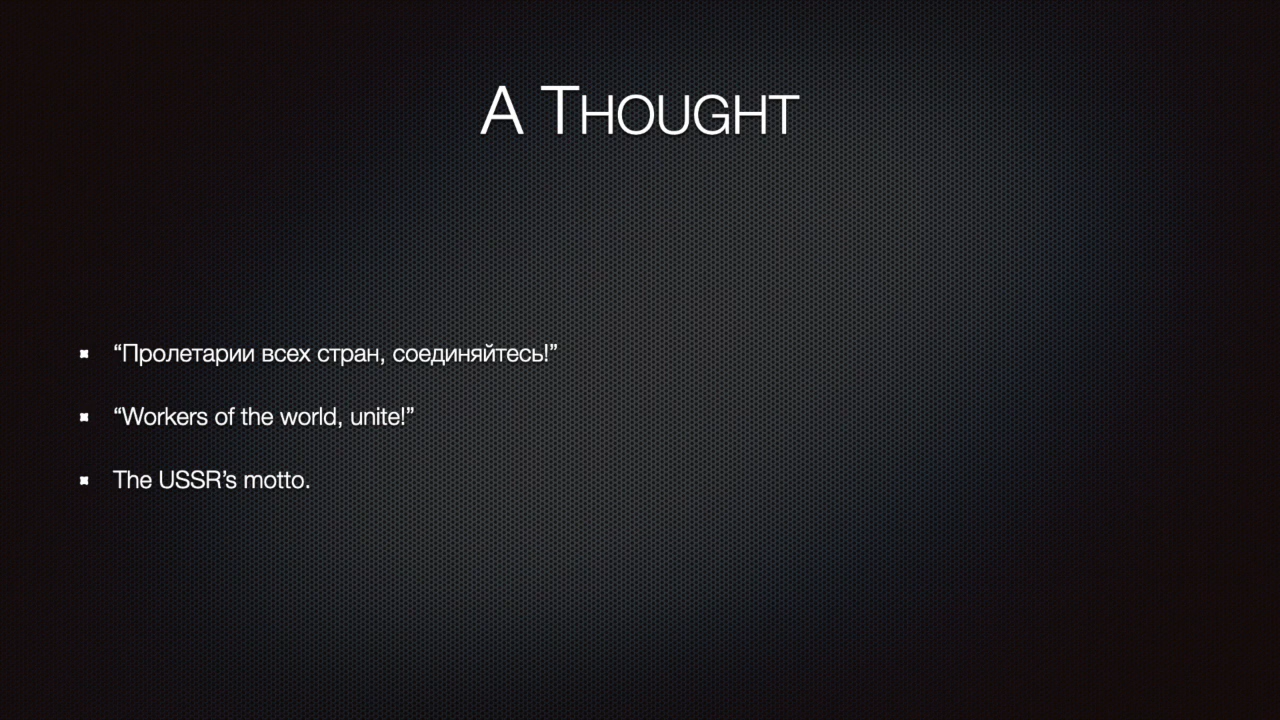 A Thought
“Пролетарии всех стран, соединяйтесь!”
“Workers of the world, unite!”
The USSR’s motto.